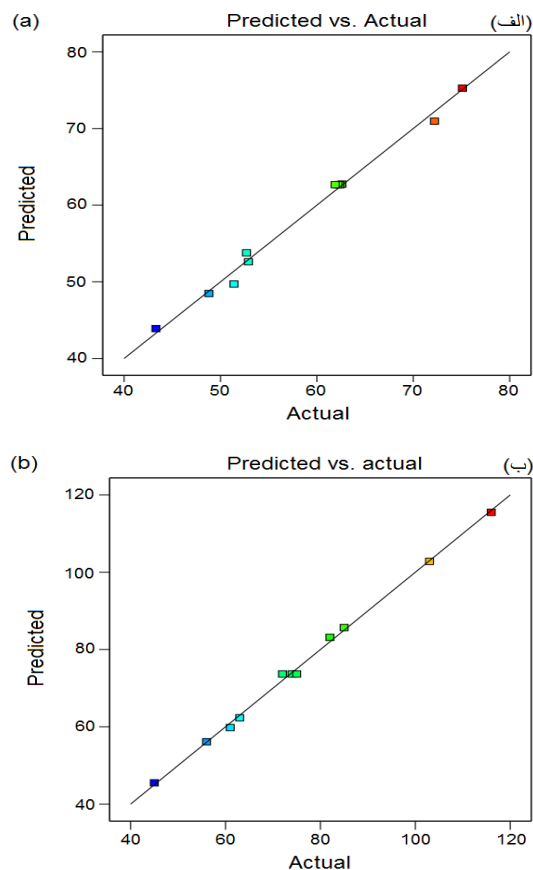 (a) Predicted vs. Actual (الف)
80
70
60
50
40
Predicted
40 50 60 70 80
Actual
(b) Predicted vs. actual (ب)
120
100
80
60
40
Predicted
40 60 80 100 120
Actual